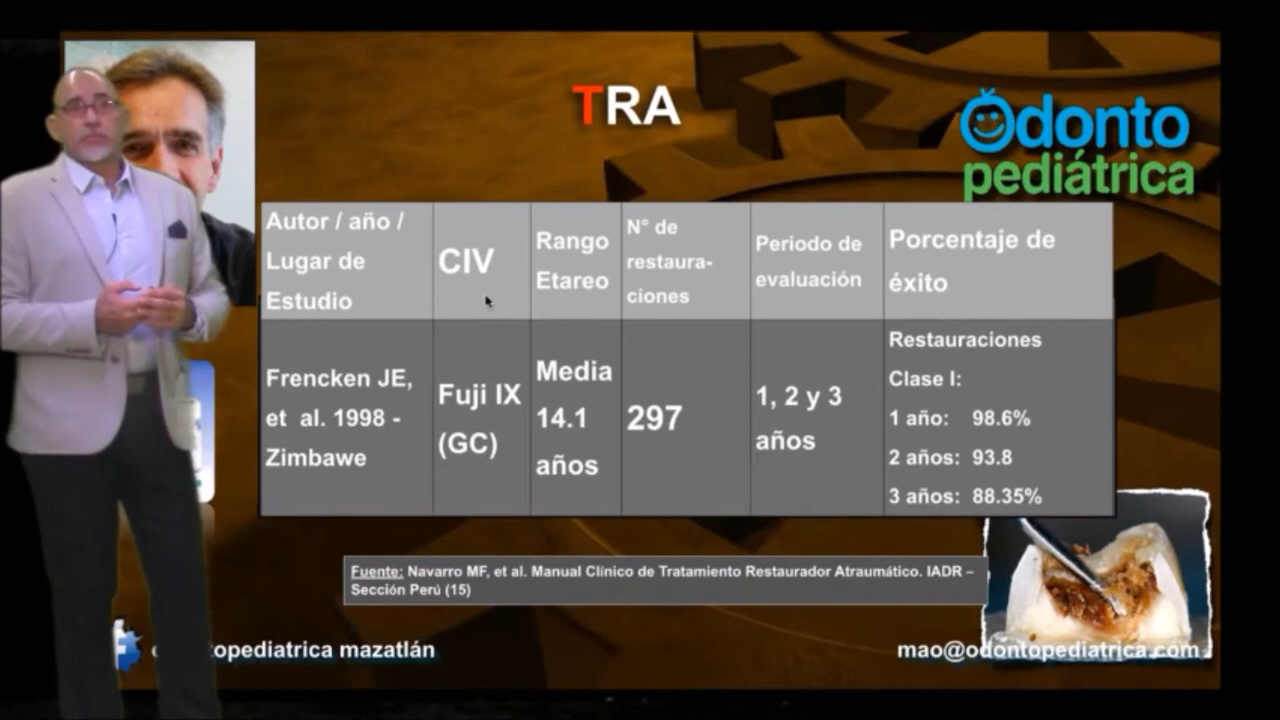 TRA
Odonto
pediátrica
Autor / año /
Lugar de
Estudio
CIV
Rango
Etareo
N° de
restaura-
ciones
Periodo de
evaluación
Porcentaje de
éxito
Frencken JE,
et al. 1998 -
Zimbawe
Fuji IX
(GC)
Media
14.1
años
297
1, 2 y 3
años
Restauraciones
Clase I:
1 año: 98.6%
2 años: 93.8
3 años: 88.35%
Fuente: Navarro MF, et al. Manual Clínico de Tratamiento Restaurador Atraumático. IADR –
Sección Perú (15)
mazatlán
mao@odontopediatrica.com